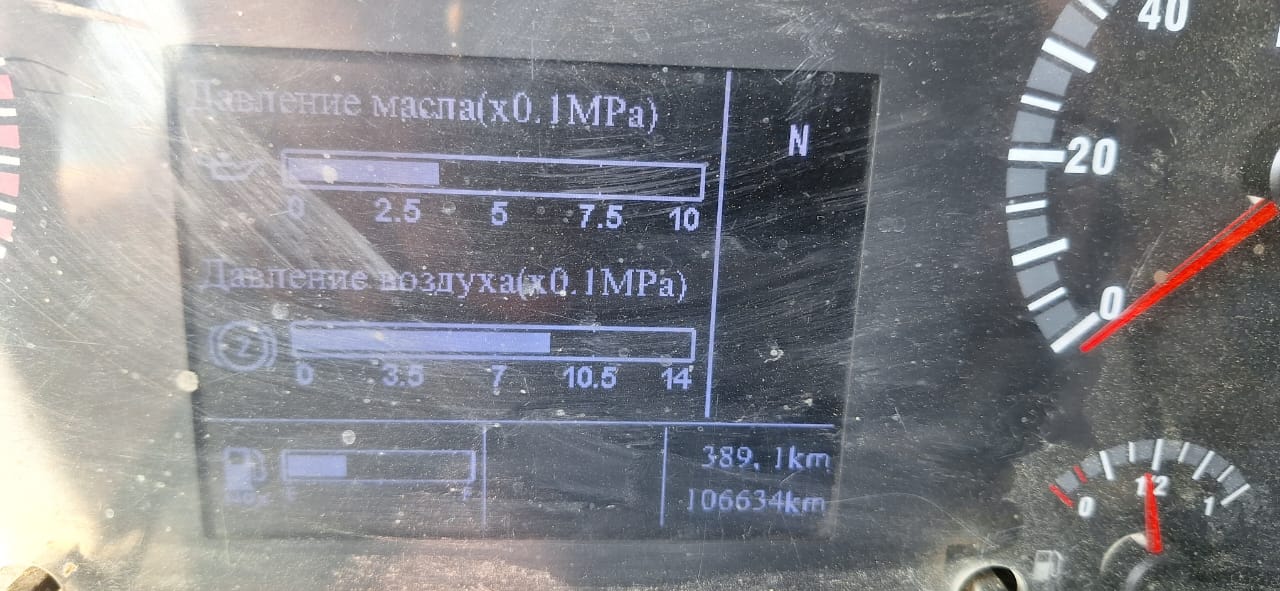 Давление масла(x0.1MPa)
N
0 2.5 5 7.5 10
Давление воздуха(x0.1MPa)
2
0 3.5 7 10.5 14
F
389, 1km
106634km
40
20
0
0 1